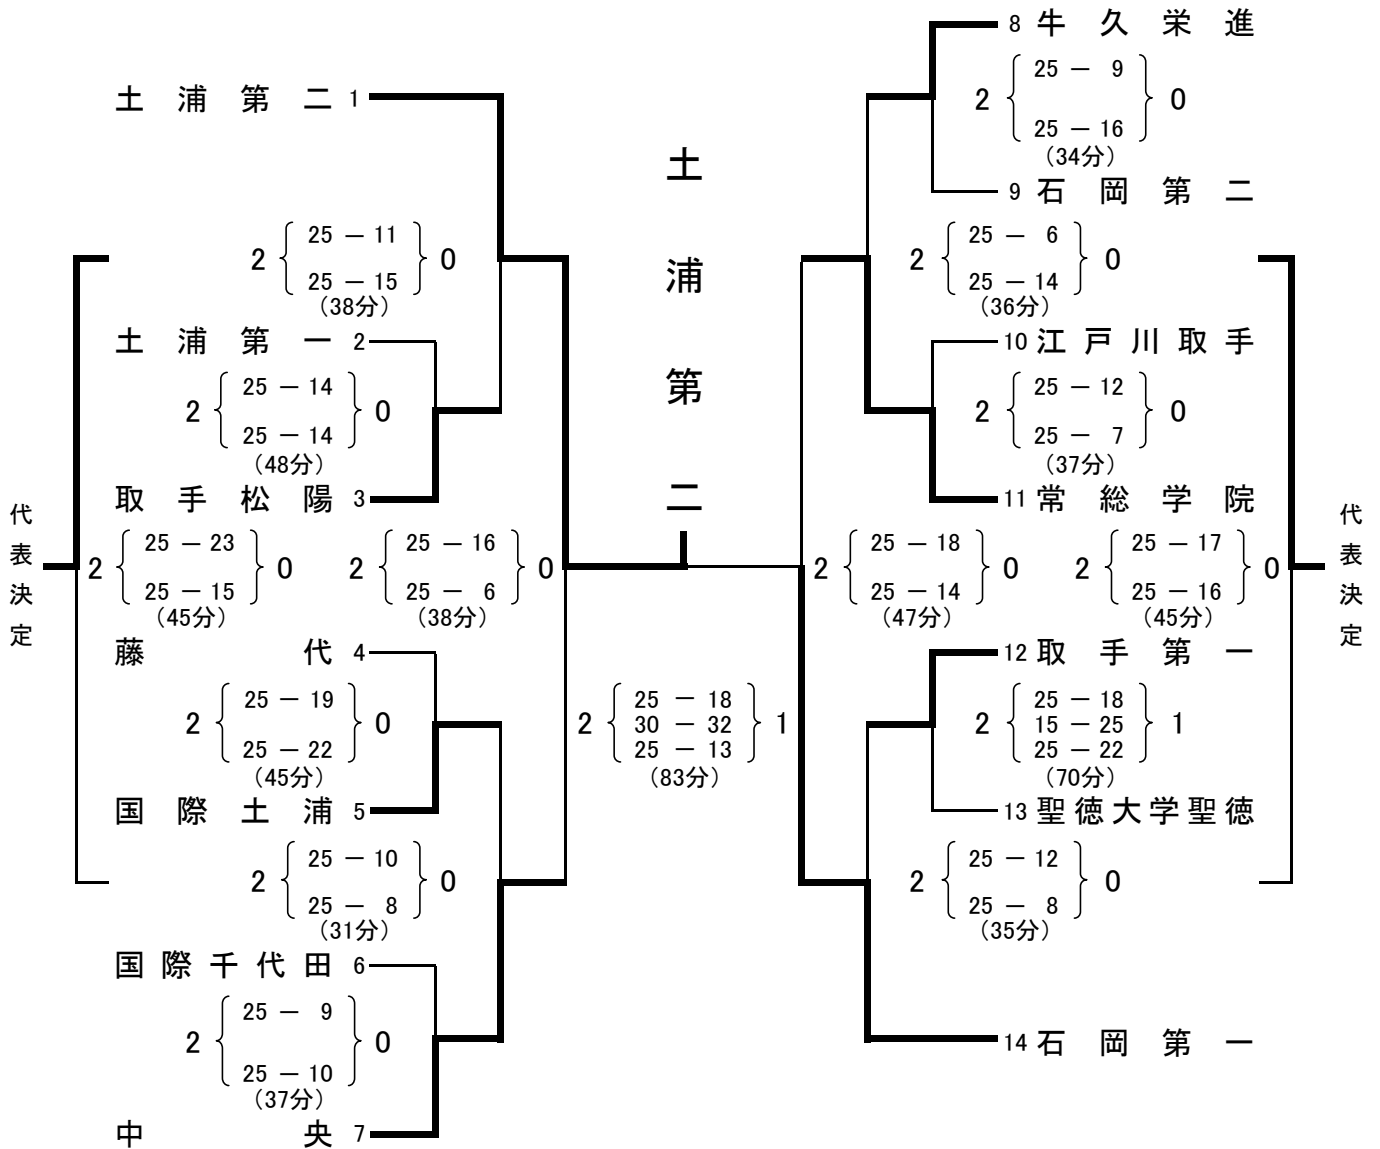 土浦第二
土浦第二 1
2 25 － 11 0
25 － 15
（38分）
土浦第一 2
2 25 － 14 0
25 － 14
（48分）
取手松陽 3
代表決定
2 25 － 23 0
25 － 15
（45分）
2 25 － 16 0
25 － 6
（38分）
藤代 4
2 25 － 19 0
25 － 22
（45分）
国際土浦 5
2 25 － 10 0
25 － 8
（31分）
国際千代田 6
2 25 － 9 0
25 － 10
（37分）
中央 7
2 25 － 18 1
30 － 32
25 － 13
（83分）
8 牛久栄進
2 25 － 9 0
25 － 16
（34分）
9 石岡第二
2 25 － 6 0
25 － 14
（36分）
10 江戸川取手
2 25 － 12 0
25 － 7
（37分）
11 常総学院
2 25 － 18 0
25 － 14
（47分）
2 25 － 17 0
25 － 16
（45分）
代表決定
12 取手第一
2 25 － 18 1
15 － 25
25 － 22
（70分）
13 聖徳大学聖徳
2 25 － 12 0
25 － 8
（35分）
14 石岡第一